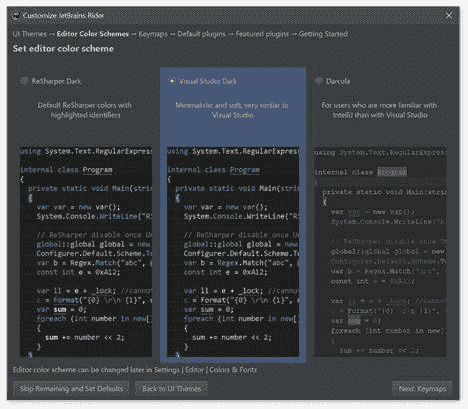 Customize JetBrains Rider
UI Themes → Editor Color Schemes → Keymaps → Default plugins → Featured plugins → Getting Started
Set editor color scheme
ReSharper Dark
Default ReSharper colors with
highlighted identifiers
using System.Text.RegularExpress
internal class Program
{
private static void Main(strin
{
var var = new var();
System.Console.WriteLine("R
// ReSharper disable once Un
global::global global = new
Configurer.Default.Scheme.T
var b = Regex.Match("abc",
const int e = 0xA12;
var ll = e + _lock; //canno
c = Format("{0} \r\n {1}",
var sum = 0;
foreach (int number in new[
{
sum += number << 2;
}
Visual Studio Dark
Minimalistic and soft, very similar to
Visual Studio
using System.Text.RegularExpres
internal class Program
{
private static void Main(strin
{
var var = new var();
System.Console.WriteLine("R
// ReSharper disable once Un
global::global global = new
Configurer.Default.Scheme.T
var b = Regex.Match("abc",
const int e = 0xA12;
var ll = e + _lock; //canno
c = Format("{0} \r\n {1}",
var sum = 0;
foreach (int number in new[
{
sum += number << 2;
}
Darcula
For users who are more familiar with
IntelliJ than with Visual Studio
using System.Text.RegularExpres
internal class Program
{
private static void Main(strin
{
var var = new var();
System.Console.WriteLine("R
// ReSharper disable once U
global::global global = new
Configurer.Default.Scheme.T
var b = Regex.Match("abc",
const int e = 0xA12;
var ll = e + _lock; //canno
c = Format("{0} \r\n {1}",
var sum = 0;
foreach (int number in new[
{
sum += number << 2;
Editor color scheme can be changed later in Settings | Editor | Colors & Fonts
Skip Remaining and Set Defaults
Back to UI Themes
Next: Keymaps